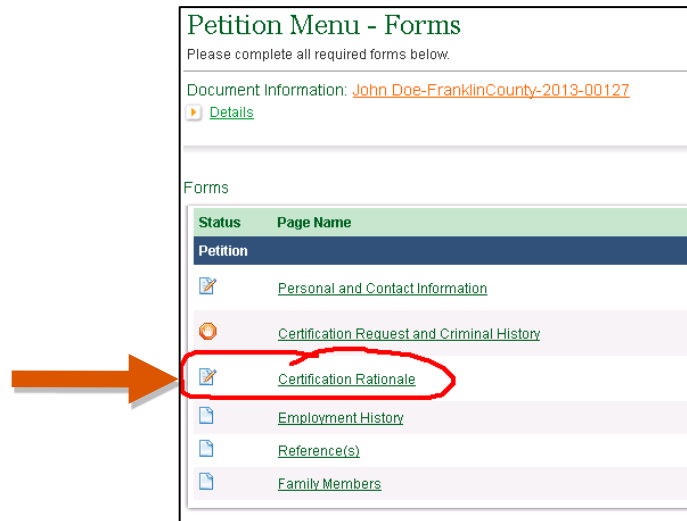 Petition Menu - Forms
Please complete all required forms below.
Document Information: John Doe-FranklinCounty-2013-00127
Details
Forms
Status Page Name
Petition
Personal and Contact Information
Certification Request and Criminal History
Certification Rationale
Employment History
Reference(s)
Family Members